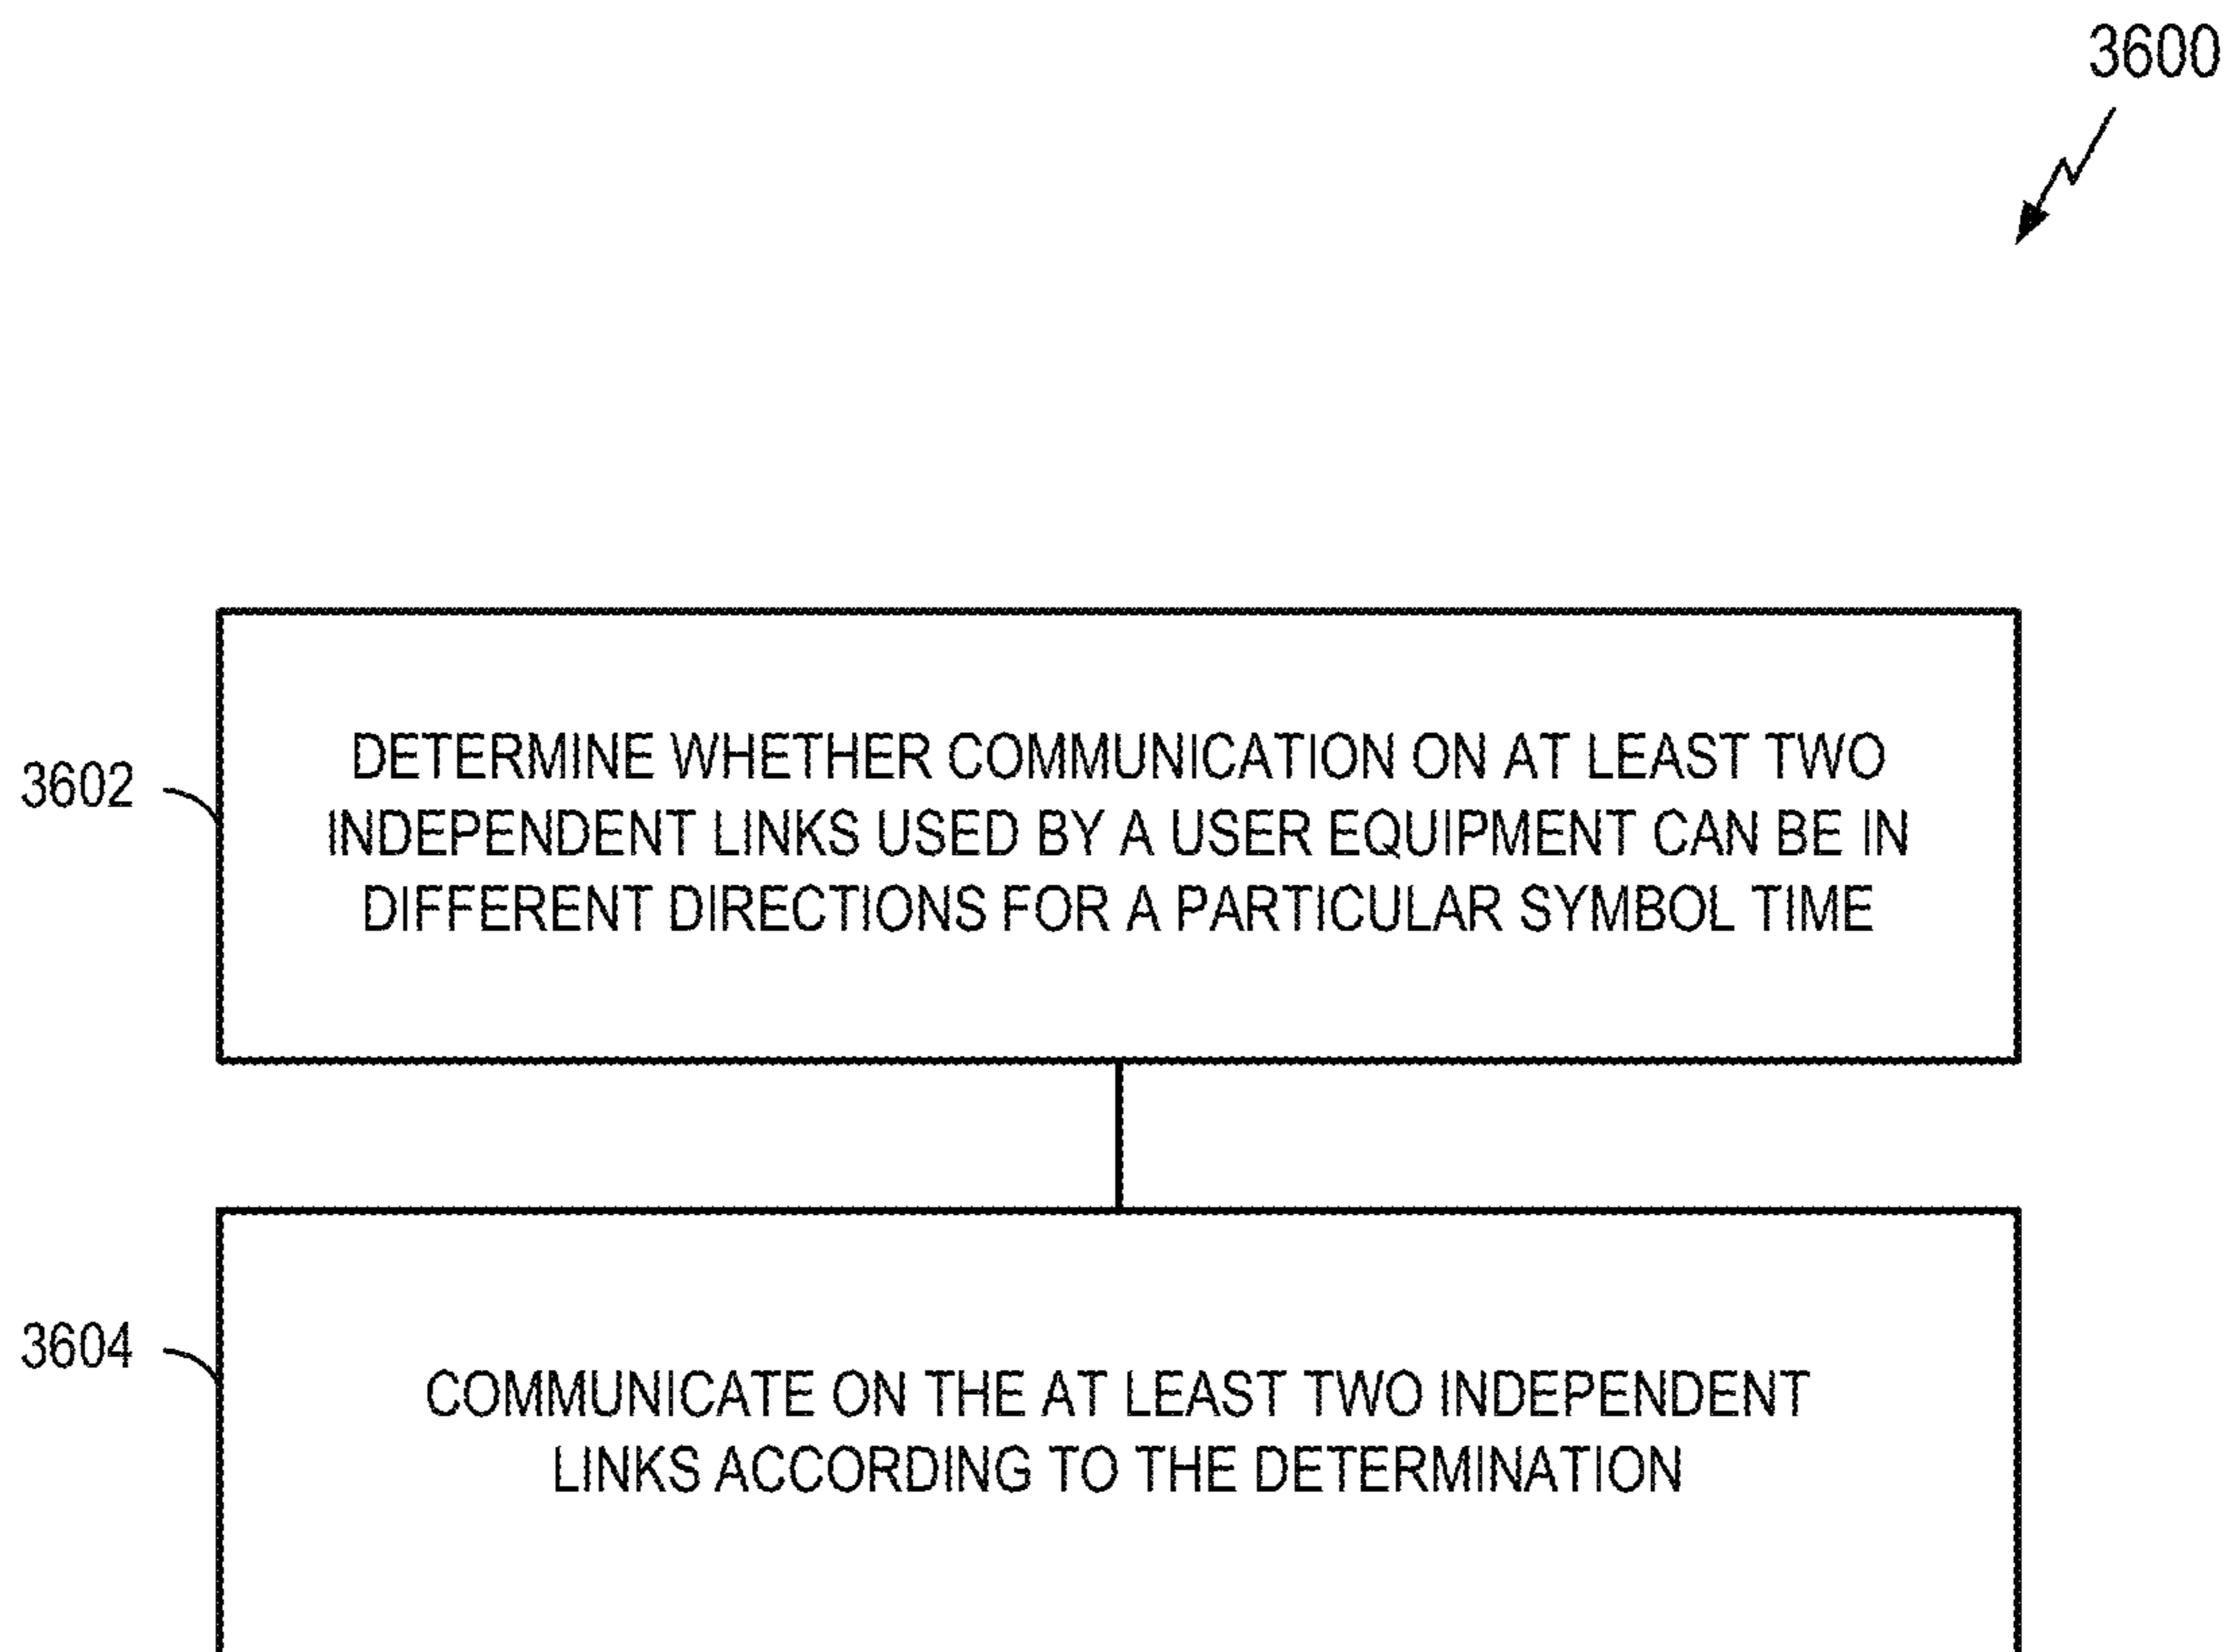 3600
3602
DETERMINE WHETHER COMMUNICATION ON AT LEAST TWO
INDEPENDENT LINKS USED BY A USER EQUIPMENT CAN BE IN
DIFFERENT DIRECTIONS FOR A PARTICULAR SYMBOL TIME
3604
COMMUNICATE ON THE AT LEAST TWO INDEPENDENT
LINKS ACCORDING TO THE DETERMINATION